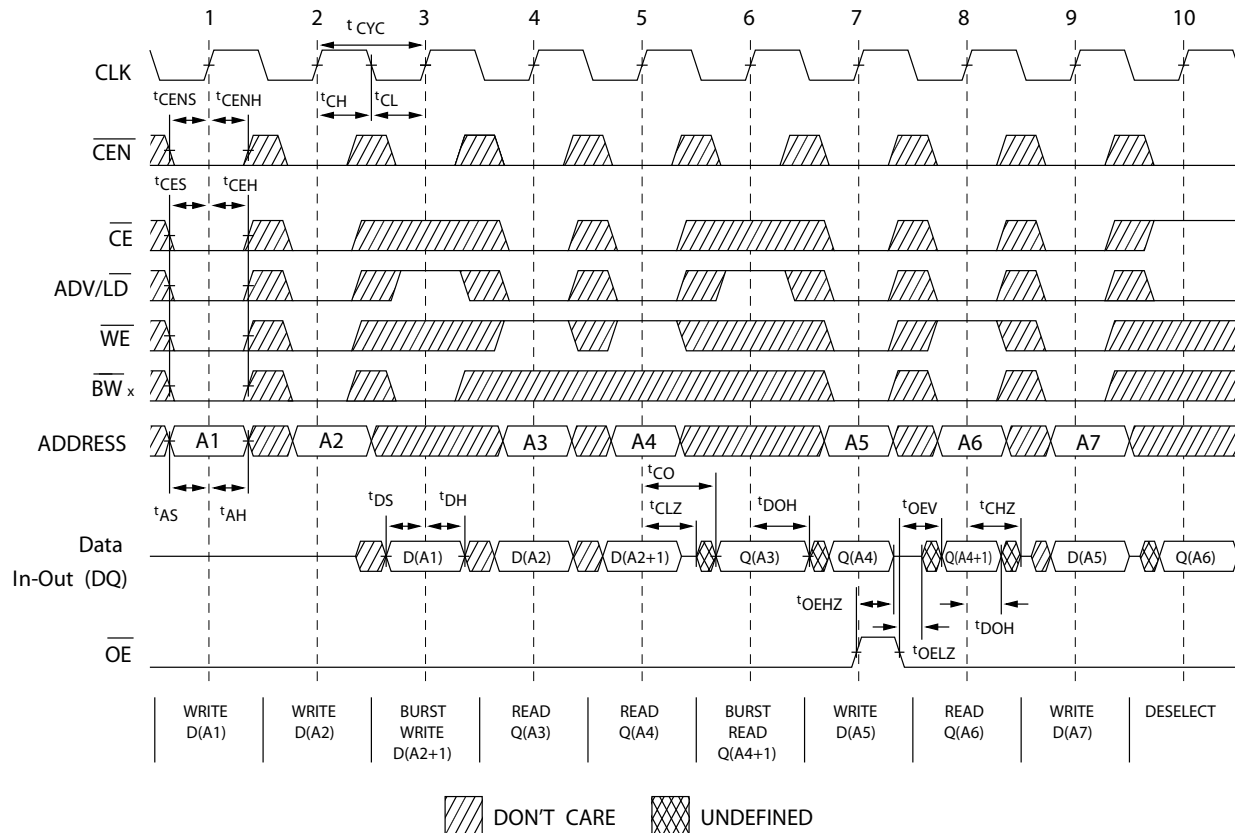 1 2 3 4 5 6 7 8 9 10
t CYC
CLK
tCENS tCENH tCH tCL
CEN
tCES tCEH
CE
ADV/LD
WE
BW x
ADDRESS A1 A2 A3 A4 A5 A6 A7
tCO
tAS tAH tDS tDH tCLZ tDOH tOEV tCHZ
Data
In-Out (DQ)
D(A1) D(A2) D(A2+1) Q(A3) Q(A4) Q(A4+1) D(A5) Q(A6)
tOEHZ tDOH
tOELZ
OE
WRITE
D(A1)
WRITE
D(A2)
BURST
WRITE
D(A2+1)
READ
Q(A3)
READ
Q(A4)
BURST
READ
Q(A4+1)
WRITE
D(A5)
READ
Q(A6)
WRITE
D(A7)
DESELECT
DON'T CARE UNDEFINED